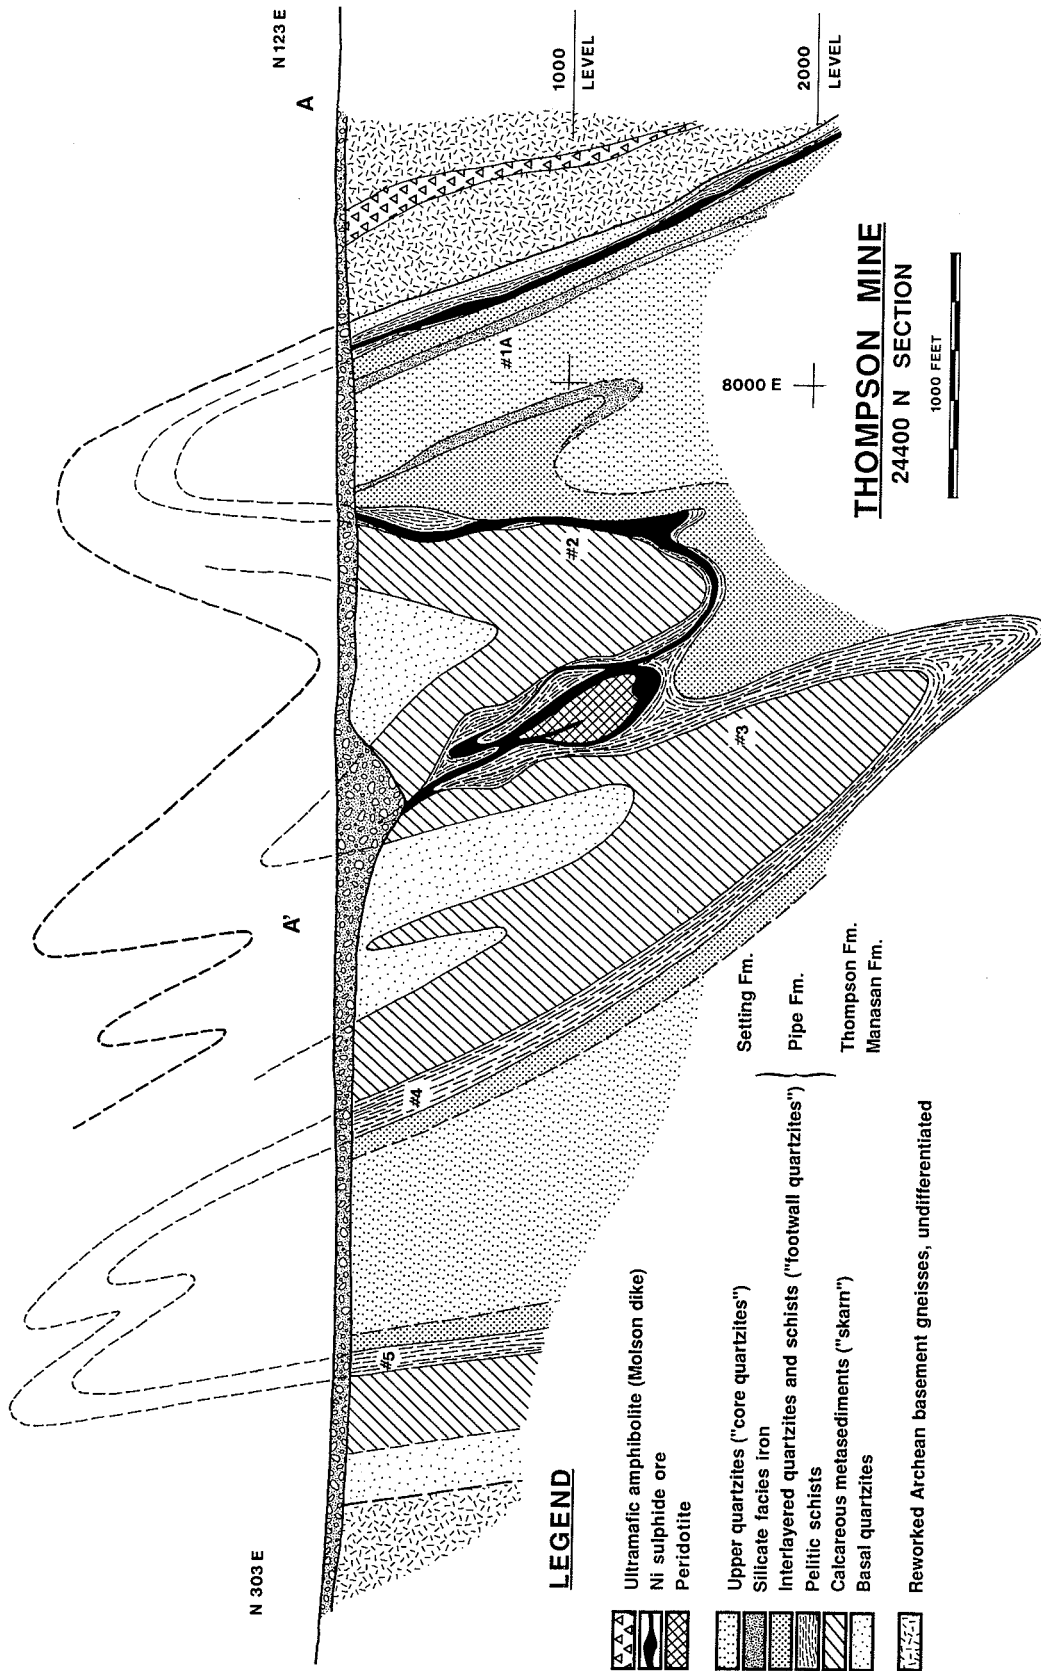 N 303 E
A'
A
N 123 E
#5
#4
#3
#2
#1A
1000
LEVEL
2000
LEVEL
8000 E
THOMPSON MINE
24400 N SECTION
1000 FEET
LEGEND
Ultramafic amphibolite (Molson dike)
Ni sulphide ore
Peridotite
Upper quartzites ("core quartzites")
Setting Fm.
Silicate facies iron
Interlayered quartzites and schists ("footwall quartzites")
Pipe Fm.
Pelitic schists
Calcareous metasediments ("skarn")
Thompson Fm.
Basal quartzites
Manasan Fm.
Reworked Archean basement gneisses, undifferentiated